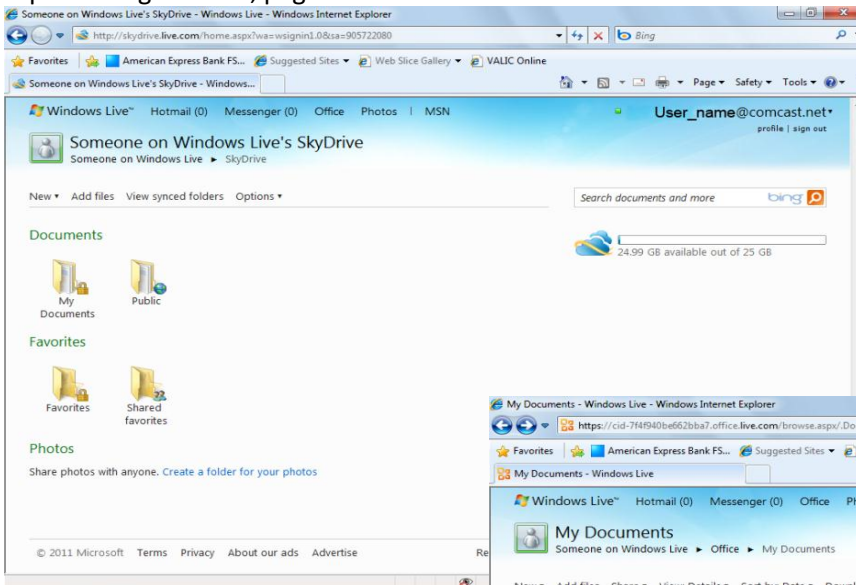 Someone on Windows Live's SkyDrive - Windows Live - Windows Internet Explorer
http://skydrive.live.com/home.aspx?wa=wsignin1.0&sa=905722080
Bing
Favorites American Express Bank FS... Suggested Sites Web Slice Gallery VALIC Online
Someone on Windows Live's SkyDrive - Windows...
Page Safety Tools
Windows Live™ Hotmail (0) Messenger (0) Office Photos | MSN
User_name@comcast.net
profile | sign out
Someone on Windows Live's SkyDrive
Someone on Windows Live ► SkyDrive
New Add files View synced folders Options
Search documents and more bing
Documents
24.99 GB available out of 25 GB
My Documents
Public
Favorites
Favorites
Shared favorites
Photos
Share photos with anyone. Create a folder for your photos
© 2011 Microsoft Terms Privacy About our ads Advertise Re
My Documents - Windows Live - Windows Internet Explorer
https://cid-7f4f940be662bba7.office.live.com/browse.aspx/.Do
Favorites American Express Bank FS... Suggested Sites
My Documents - Windows Live
Windows Live™ Hotmail (0) Messenger (0) Office Ph
My Documents
Someone on Windows Live ► Office ► My Documents